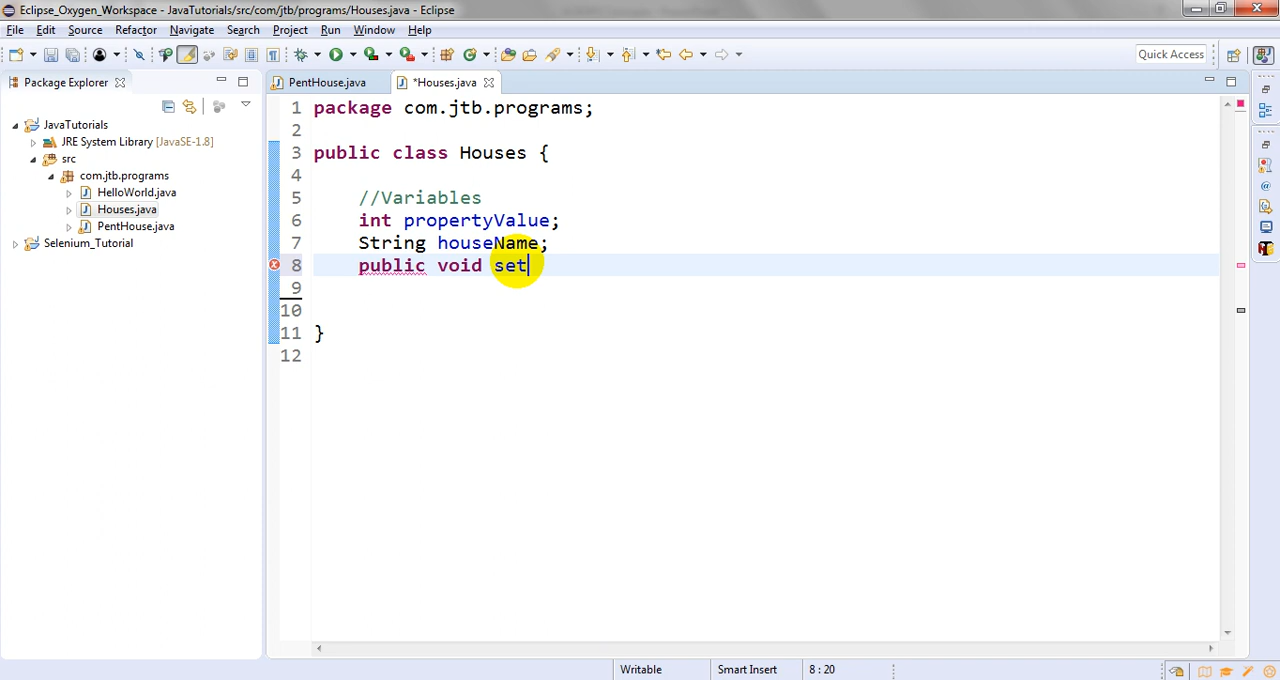 Eclipse_Oxygen_Workspace - JavaTutorials/src/com/jtb/programs/Houses.java - Eclipse
File Edit Source Refactor Navigate Search Project Run Window Help
Quick Access
Package Explorer
PentHouse.java
*Houses.java
JavaTutorials
JRE System Library [JavaSE-1.8]
src
com.jtb.programs
HelloWorld.java
Houses.java
PentHouse.java
Selenium_Tutorial
1 package com.jtb.programs;
2
3 public class Houses {
4
5 //Variables
6 int propertyValue;
7 String houseName;
8 public void set
9
10
11 }
12
Writable Smart Insert 8 : 20